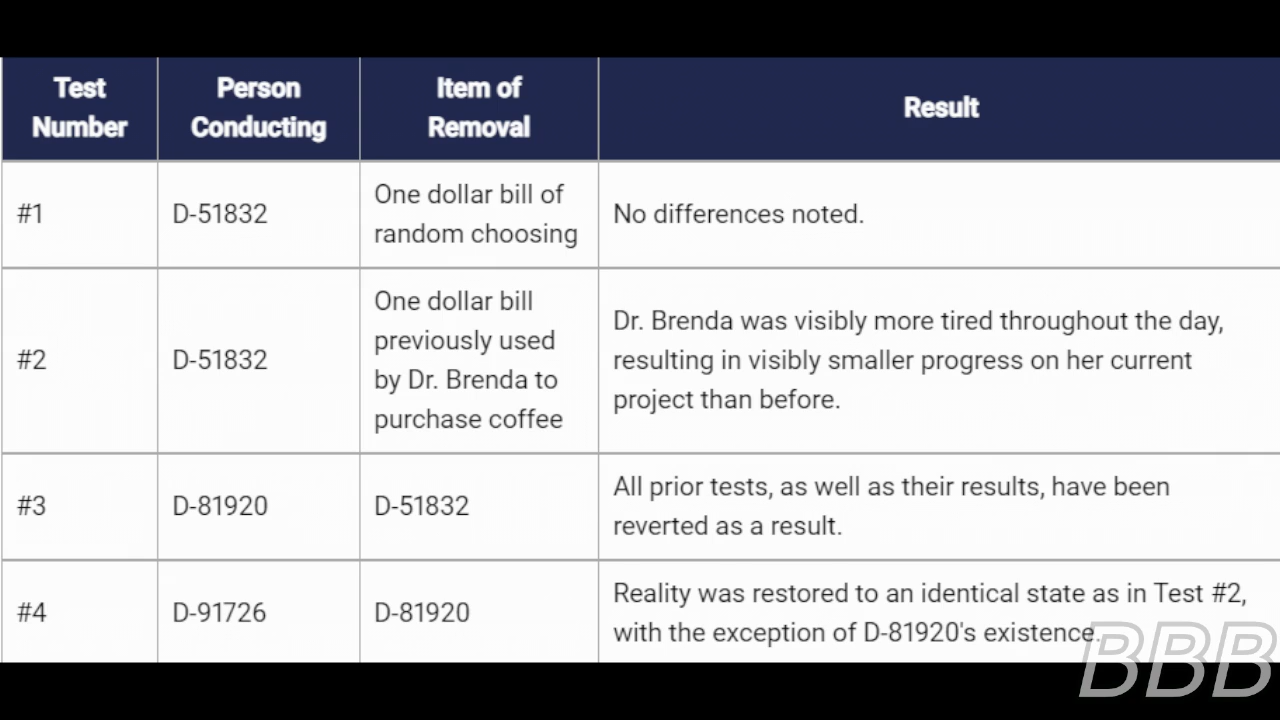 Test Number
Person Conducting
Item of Removal
Result
#1
D-51832
One dollar bill of
random choosing
No differences noted.
#2
D-51832
One dollar bill
previously used
by Dr. Brenda to
purchase coffee
Dr. Brenda was visibly more tired throughout the day,
resulting in visibly smaller progress on her current
project than before.
#3
D-81920
D-51832
All prior tests, as well as their results, have been
reverted as a result.
#4
D-91726
D-81920
Reality was restored to an identical state as in Test #2,
with the exception of D-81920's existence.
BBB